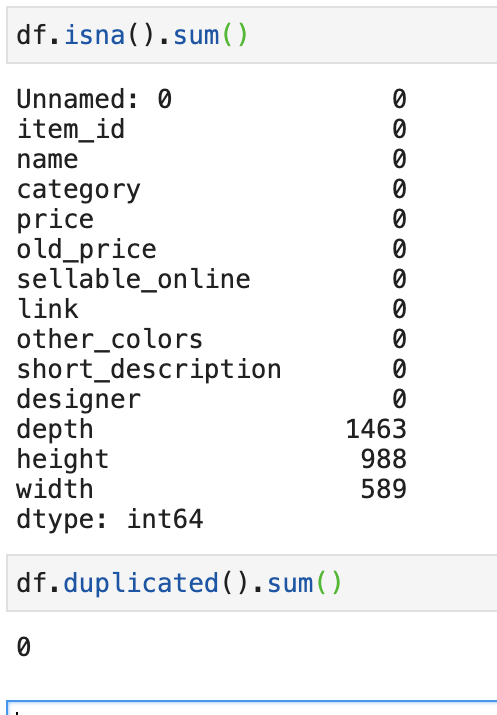 df.isna().sum()
Unnamed: 0 0
item_id 0
name 0
category 0
price 0
old_price 0
sellable_online 0
link 0
other_colors 0
short_description 0
designer 0
depth 1463
height 988
width 589
dtype: int64
df.duplicated().sum()
0